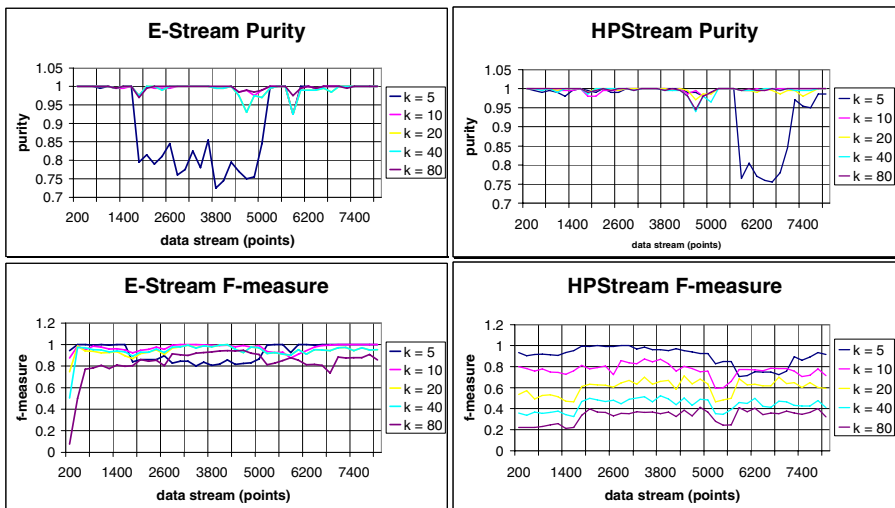 E-Stream Purity
1.05
1
0.95
0.9
0.85
0.8
0.75
0.7
purity
200 1400 2600 3800 5000 6200 7400
data stream (points)
k = 5
k = 10
k = 20
k = 40
k = 80
HPStream Purity
1.05
1
0.95
0.9
0.85
0.8
0.75
0.7
purity
200 1400 2600 3800 5000 6200 7400
data stream (points)
k = 5
k = 10
k = 20
k = 40
k = 80
E-Stream F-measure
1.2
1
0.8
0.6
0.4
0.2
0
f-measure
200 1400 2600 3800 5000 6200 7400
data stream (points)
k = 5
k = 10
k = 20
k = 40
k = 80
HPStream F-measure
1.2
1
0.8
0.6
0.4
0.2
0
f-measure
200 1400 2600 3800 5000 6200 7400
data stream (points)
k = 5
k = 10
k = 20
k = 40
k = 80